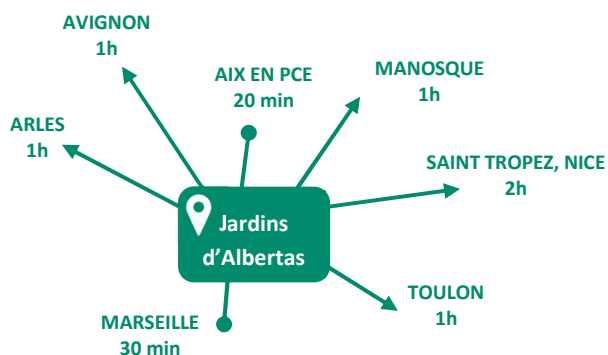 AVIGNON
1h
AIX EN PCE
20 min
MANOSQUE
1h
ARLES
1h
SAINT TROPEZ, NICE
2h
Jardins
d’Albertas
TOULON
1h
MARSEILLE
30 min